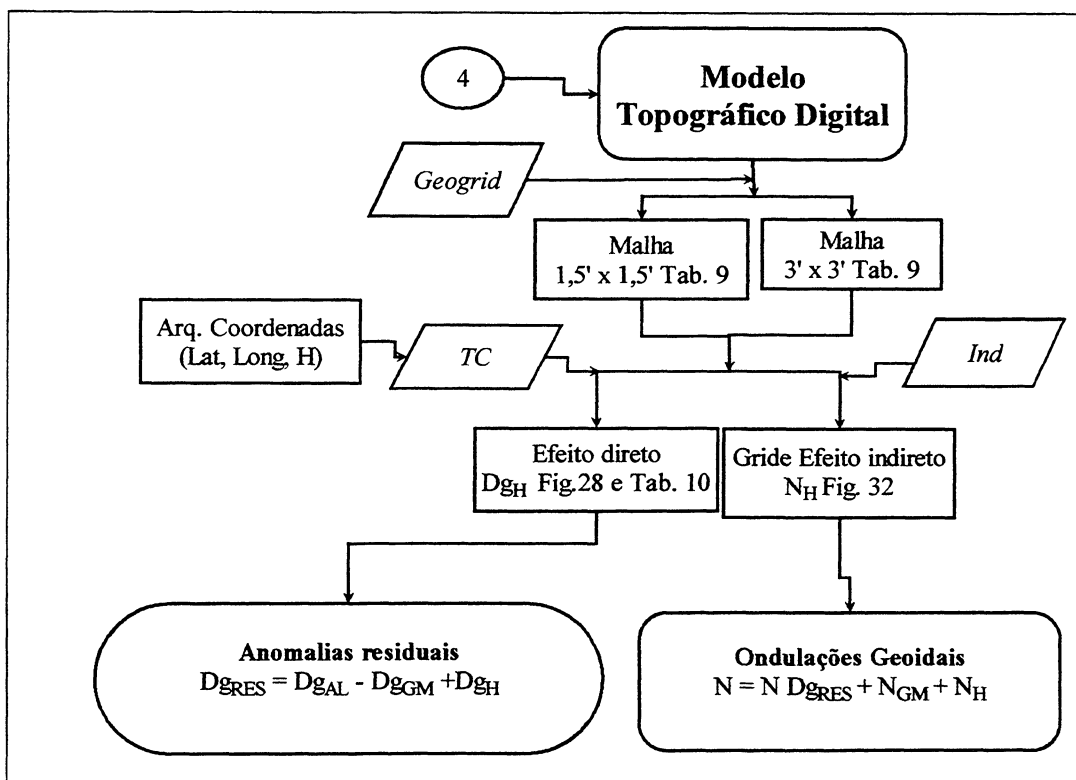 4
Modelo
Topográfico Digital
Geogrid
Malha
1,5' x 1,5' Tab. 9
Malha
3' x 3' Tab. 9
Arq. Coordenadas
(Lat, Long, H)
TC
Ind
Efeito direto
DgH Fig.28 e Tab. 10
Gride Efeito indireto
NH Fig. 32
Anomalias residuais
DgRES = DgAL - DgGM +DgH
Ondulações Geoidais
N = N DgRES + NGM + NH